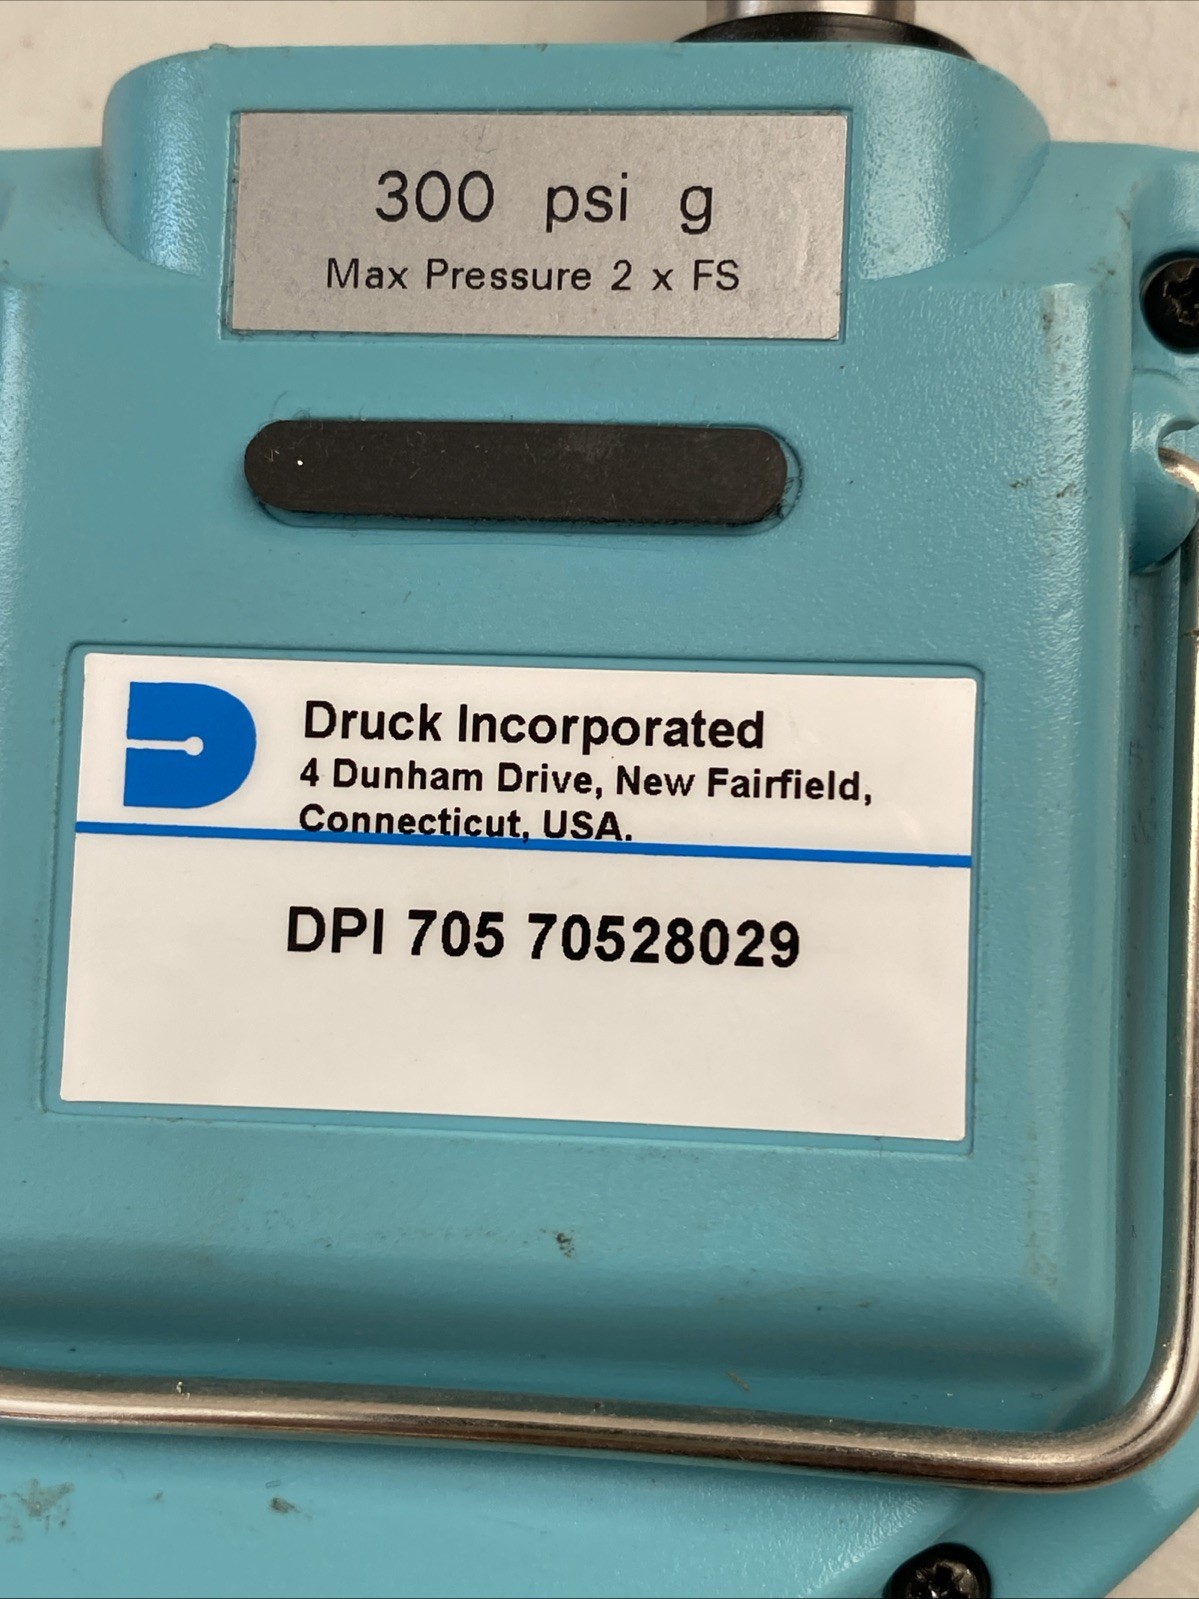 300 psi g
Max Pressure 2 x FS
Druck Incorporated
4 Dunham Drive, New Fairfield,
Connecticut, USA.
DPI 705 70528029